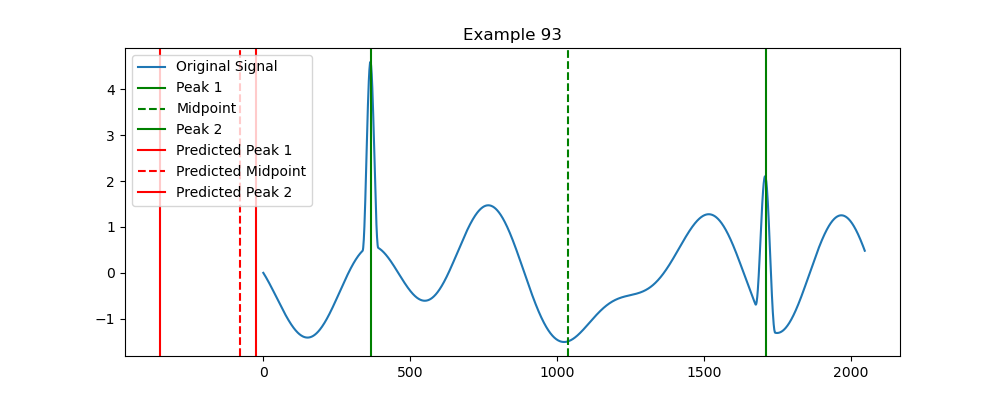 Example 93
Original Signal
Peak 1
Midpoint
Peak 2
Predicted Peak 1
Predicted Midpoint
Predicted Peak 2
4
3
2
1
0
−1
0 500 1000 1500 2000